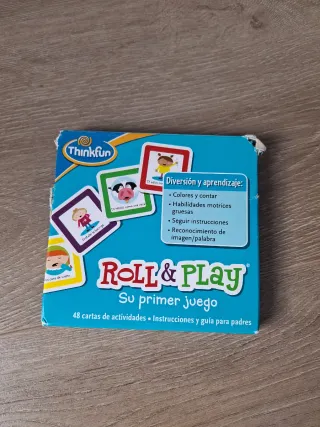 Thinkfun
Diversión y aprendizaje:
• Colores y contar
• Habilidades motrices
gruesas
• Seguir instrucciones
• Reconocimiento de
imagen/palabra
ROLL & PLAY
Su primer juego
48 cartas de actividades • Instrucciones y guía para padres